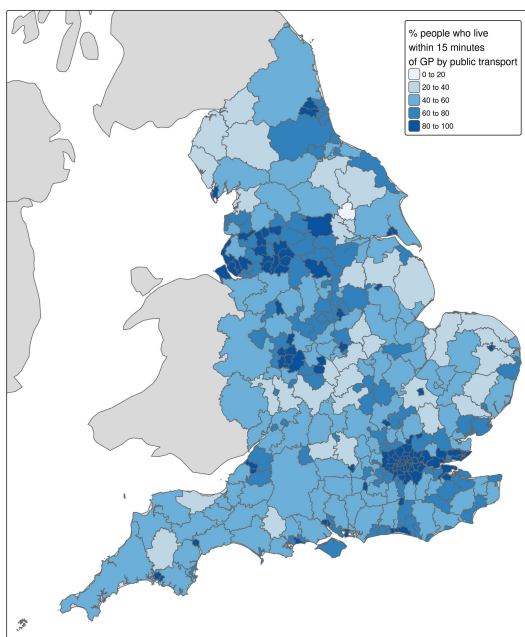 % people who live
within 15 minutes
of GP by public transport
0 to 20
20 to 40
40 to 60
60 to 80
80 to 100